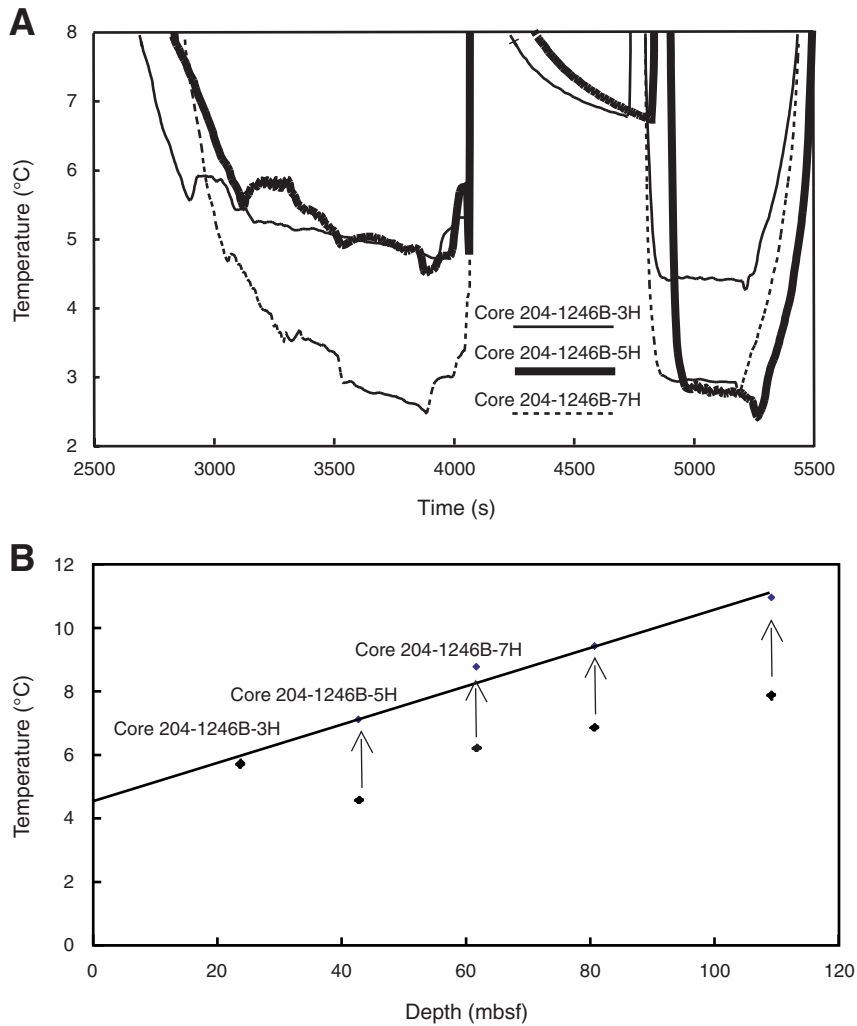 A
8
7
6
5
4
3
2
Temperature (°C)
Core 204-1246B-3H
Core 204-1246B-5H
Core 204-1246B-7H
2500 3000 3500 4000 4500 5000 5500
Time (s)
B
12
10
8
6
4
2
0
Temperature (°C)
Core 204-1246B-7H
Core 204-1246B-5H
Core 204-1246B-3H
0 20 40 60 80 100 120
Depth (mbsf)